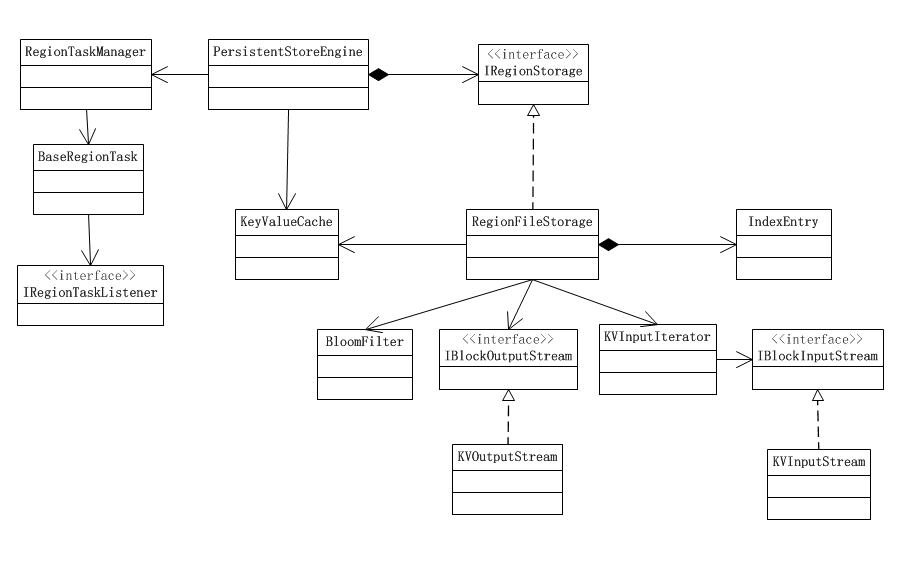 RegionTaskManager
PersistentStoreEngine
<<interface>>
IRegionStorage
BaseRegionTask
KeyValueCache
RegionFileStorage
IndexEntry
<<interface>>
IRegionTaskListener
BloomFilter
<<interface>>
IBlockOutputStream
KVInputIterator
<<interface>>
IBlockInputStream
KVOutputStream
KVInputStream